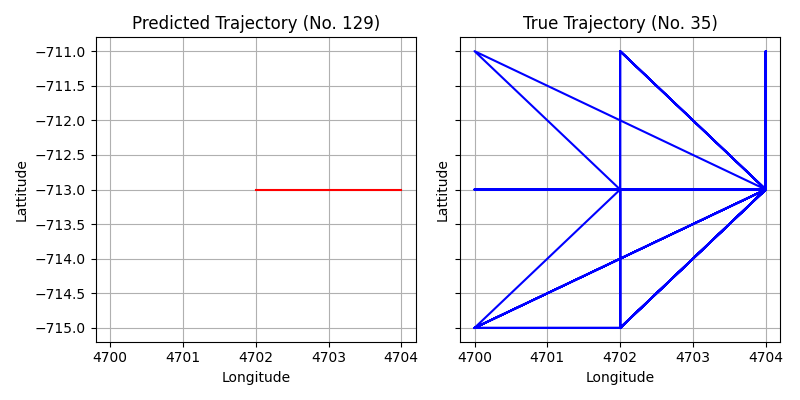 Predicted Trajectory (No. 129)
Lattitude
−711.0
−711.5
−712.0
−712.5
−713.0
−713.5
−714.0
−714.5
−715.0
4700 4701 4702 4703 4704
Longitude
True Trajectory (No. 35)
Lattitude
4700 4701 4702 4703 4704
Longitude